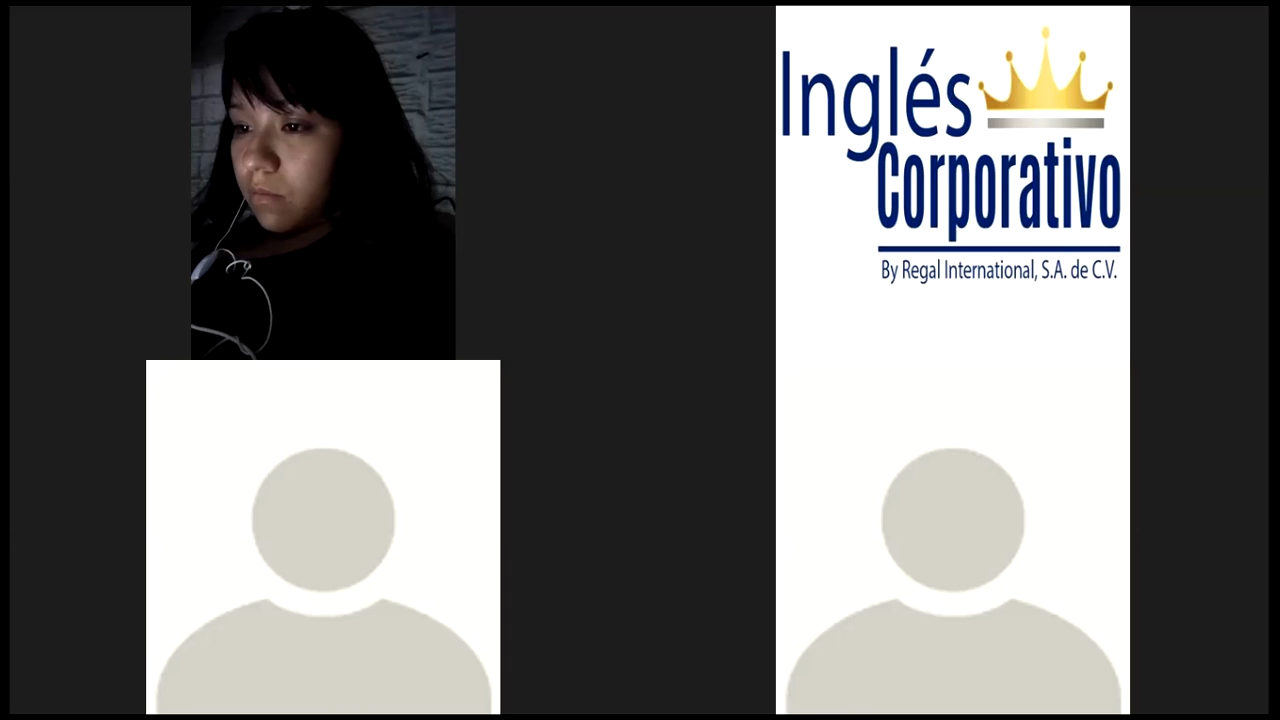 Inglés
Corporativo
By Regal International, S.A. de C.V.